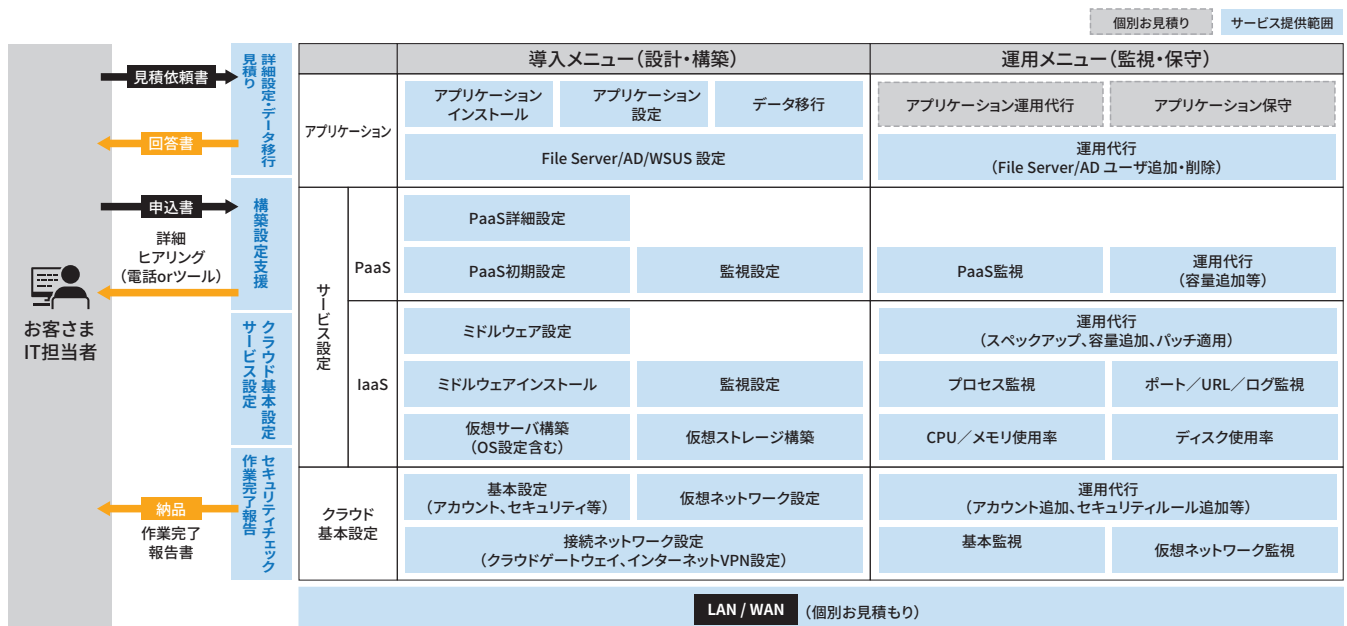 個別お見積り
サービス提供範囲
お客さま
IT担当者
見積依頼書
回答書
申込書
詳細
ヒアリング
（電話orツール）
納品
作業完了
報告書
詳細設定・データ移行
見積り
構築設定支援
クラウド基本設定
サービス設定
セキュリティチェック
作業完了報告
導入メニュー（設計・構築）
運用メニュー（監視・保守）
アプリケーション
アプリケーション
インストール
アプリケーション
設定
データ移行
アプリケーション運用代行
アプリケーション保守
File Server/AD/WSUS 設定
運用代行
（File Server/AD ユーザ追加・削除）
サービス設定
PaaS
PaaS詳細設定
PaaS初期設定
監視設定
PaaS監視
運用代行
（容量追加等）
IaaS
ミドルウェア設定
運用代行
（スペックアップ、容量追加、パッチ適用）
ミドルウェアインストール
監視設定
プロセス監視
ポート／URL／ログ監視
仮想サーバ構築
（OS設定含む）
仮想ストレージ構築
CPU／メモリ使用率
ディスク使用率
クラウド
基本設定
基本設定
（アカウント、セキュリティ等）
仮想ネットワーク設定
運用代行
（アカウント追加、セキュリティルール追加等）
接続ネットワーク設定
（クラウドゲートウェイ、インターネットVPN設定）
基本監視
仮想ネットワーク監視
LAN / WAN （個別お見積もり）